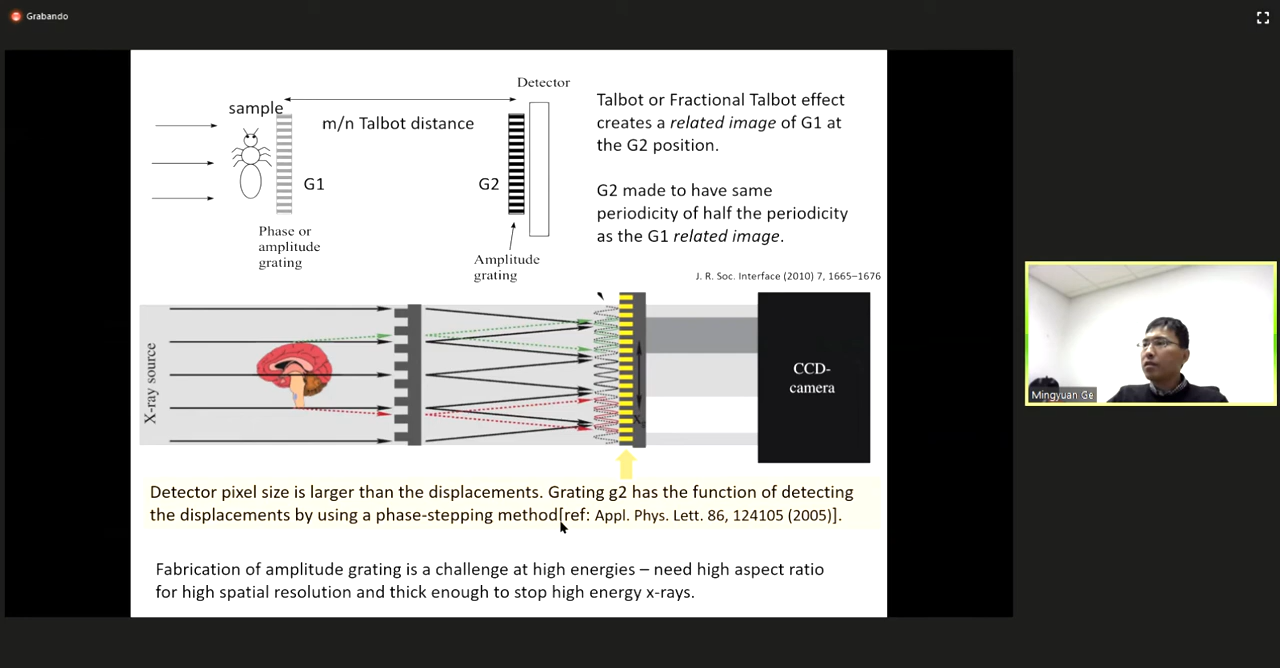 Grabando
Detector
sample
m/n Talbot distance
G1
G2
Phase or
amplitude
grating
Amplitude
grating
Talbot or Fractional Talbot effect
creates a related image of G1 at
the G2 position.
G2 made to have same
periodicity of half the periodicity
as the G1 related image.
J. R. Soc. Interface (2010) 7, 1665–1676
X-ray source
CCD-
camera
Detector pixel size is larger than the displacements. Grating g2 has the function of detecting
the displacements by using a phase-stepping method[ref: Appl. Phys. Lett. 86, 124105 (2005)].
Fabrication of amplitude grating is a challenge at high energies – need high aspect ratio
for high spatial resolution and thick enough to stop high energy x-rays.
Mingyuan Ge